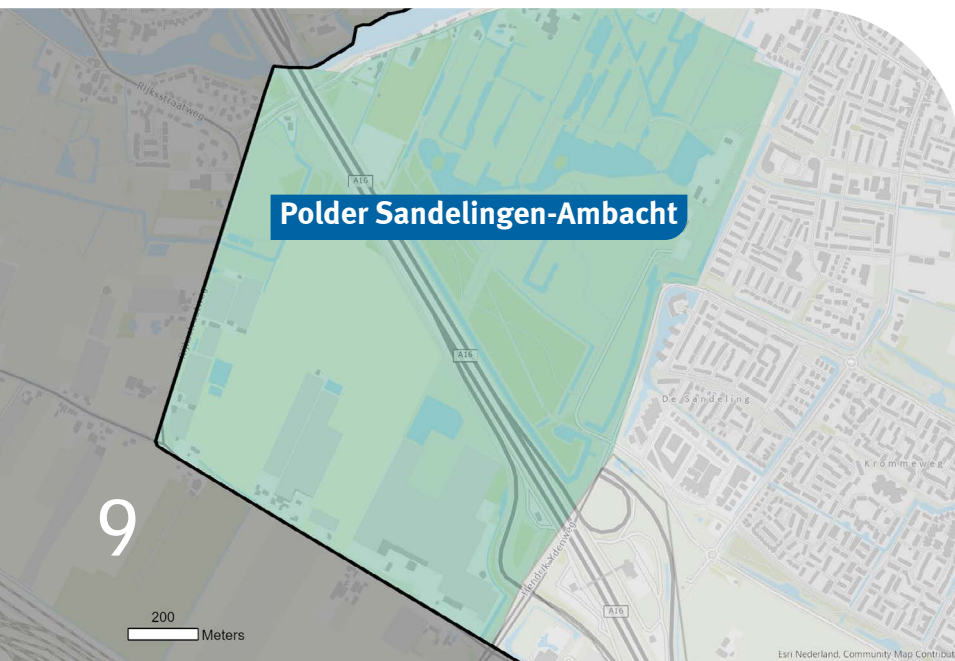 Rijksstraatweg
A16
Polder Sandelingen-Ambacht
A16
De Sandeling
Krommeweg
9
Hendrik Ydenweg
200
Meters
A16
Esri Nederland, Community Map Contribut